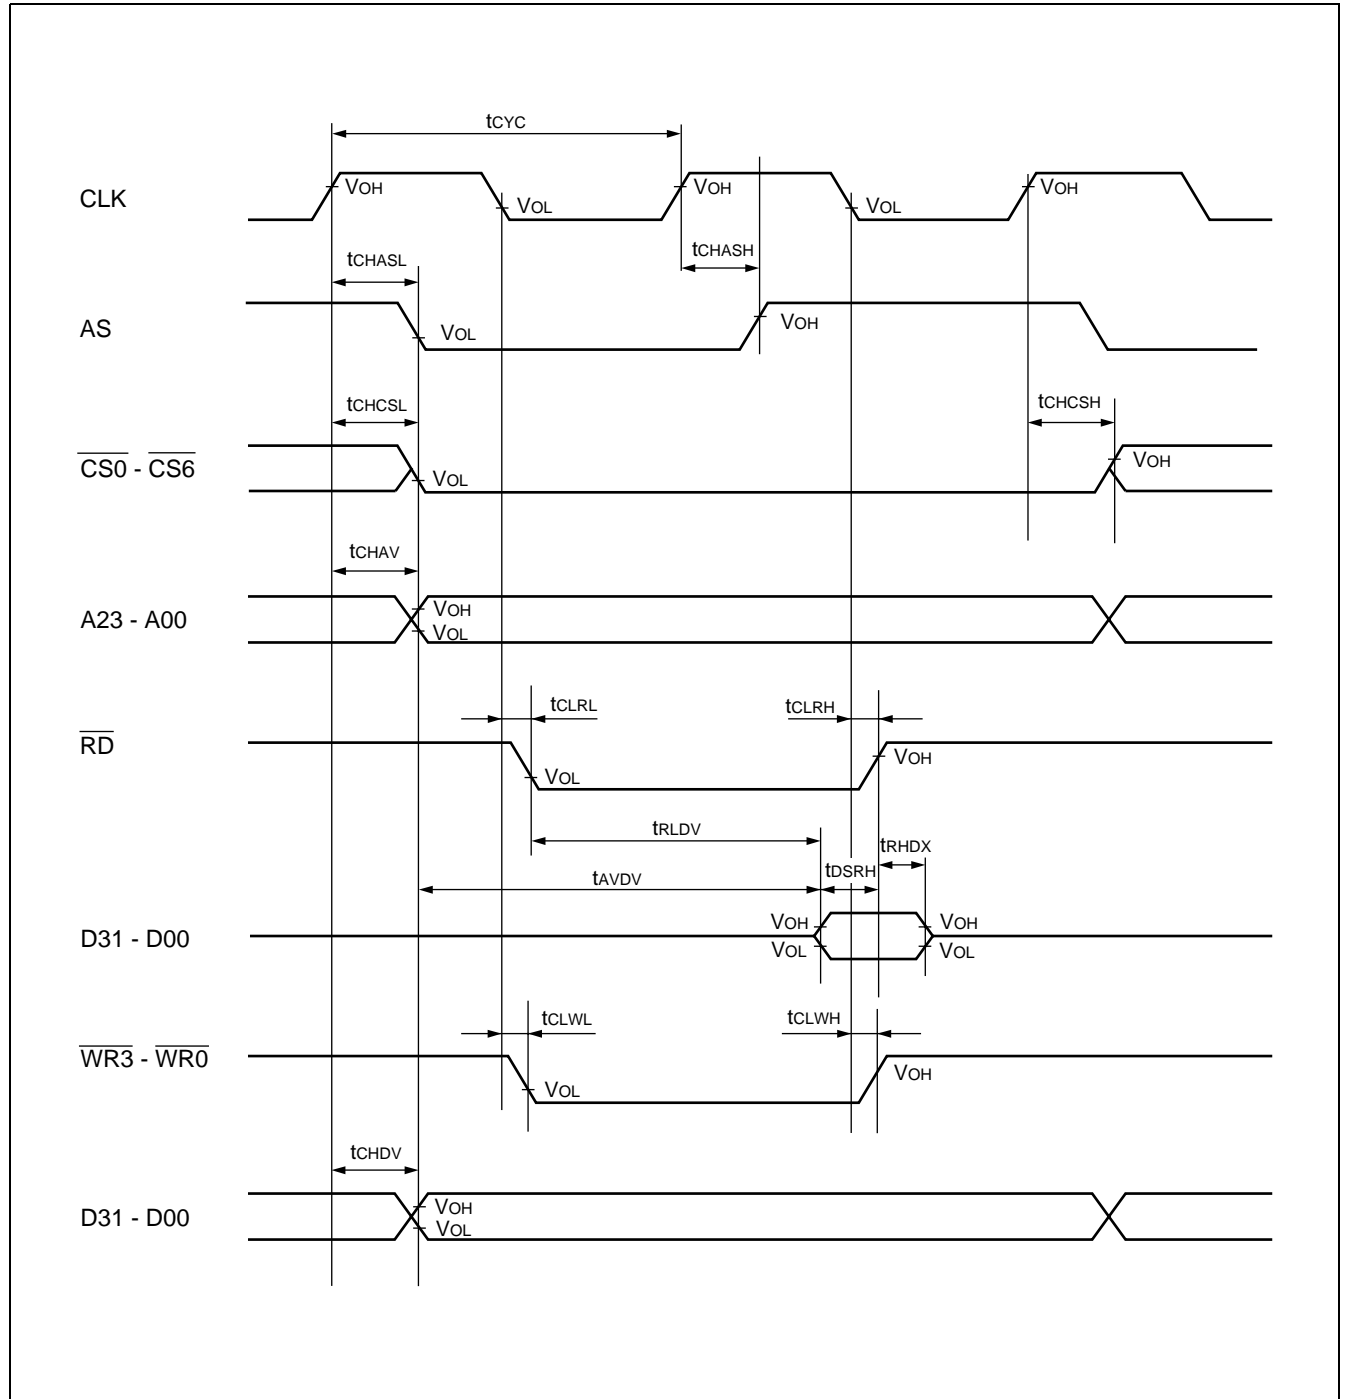 tCYC
CLK
VOH
VOL
VOH
VOL
VOH
tCHASL
tCHASH
AS
VOL
VOH
tCHCSL
tCHCSH
CS0 - CS6
VOL
VOH
tCHAV
A23 - A00
VOH
VOL
tCLRL
tCLRH
RD
VOL
VOH
tRLDV
tRHDX
tAVDV
tDSRH
D31 - D00
VOH
VOL
VOH
VOL
tCLWL
tCLWH
WR3 - WR0
VOL
VOH
tCHDV
D31 - D00
VOH
VOL